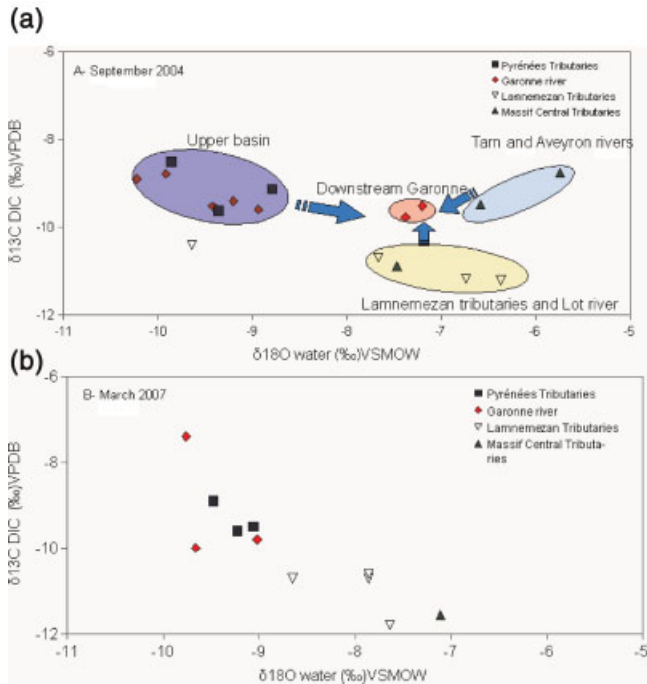 (a)
-6
A- September 2004
Pyrénées Tributaries
Garonne river
Lamnemezan Tributaries
Massif Central Tributaries
δ13C DIC (‰)VPDB
-8
Upper basin
Tarn and Aveyron rivers
Downstream Garonne
-10
Lamnemezan tributaries and Lot river
-12
-11
-10
-9
-8
-7
-6
-5
δ18O water (‰)VSMOW
(b)
-6
B- March 2007
Pyrénées Tributaries
Garonne river
Lamnemezan Tributaries
Massif Central Tributa-
ries
δ13C DIC (‰)VPDB
-8
-10
-12
-11
-10
-9
-8
-7
-6
-5
δ18O water (‰)VSMOW